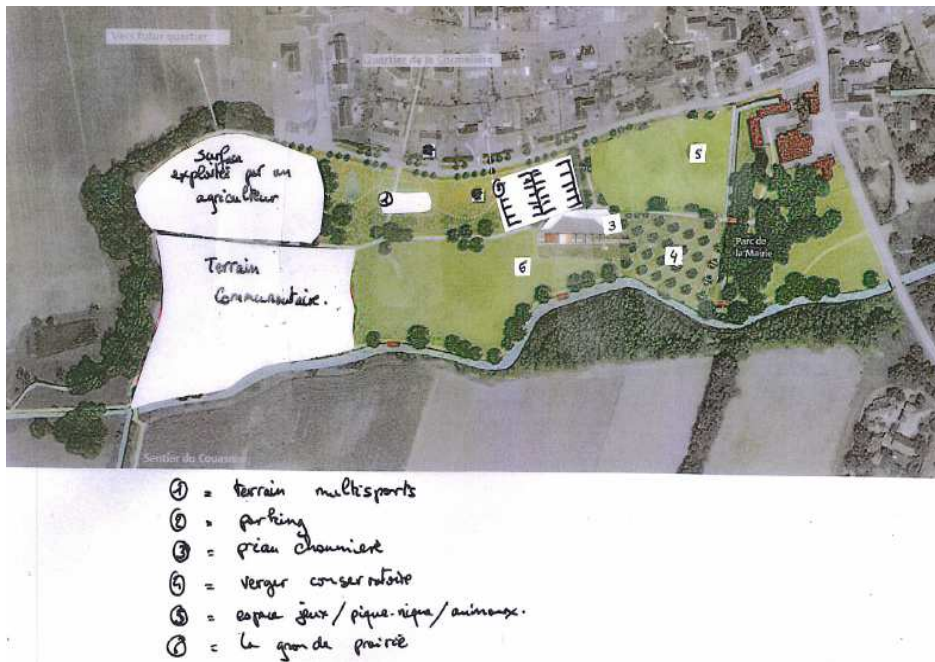 Vers futur quartier
Quartier de la Cormenière
surface
exploitée par un
agriculteur
Terrain
Communautaire.
1
2
3
4
5
6
Parc de
la Mairie
Sentier du
① = terrain multisports
② = parking
③ = préau chaumière
④ = verger conservatoire
⑤ = espace jeux/pique-nique/animaux.
⑥ = la grande prairie